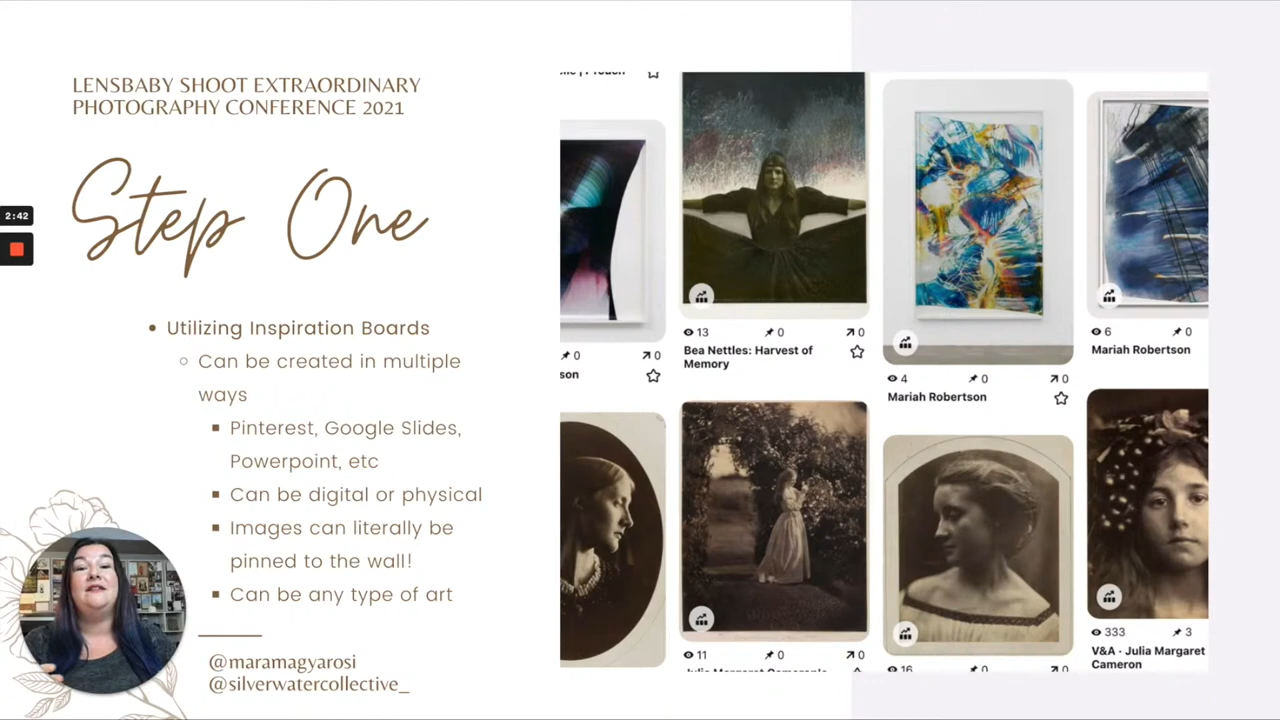 LENSBABY SHOOT EXTRAORDINARY
PHOTOGRAPHY CONFERENCE 2021
Step One
2:42
• Utilizing Inspiration Boards
○ Can be created in multiple
ways
▪ Pinterest, Google Slides,
Powerpoint, etc
▪ Can be digital or physical
▪ Images can literally be
pinned to the wall!
▪ Can be any type of art
@maramagyarosi
@silverwatercollective_
0 0
son
13 0 0
Bea Nettles: Harvest of
Memory
11 0 0
4 0 0
Mariah Robertson
16 0 0
6 0
Mariah Robertson
333 3
V&A · Julia Margaret
Cameron